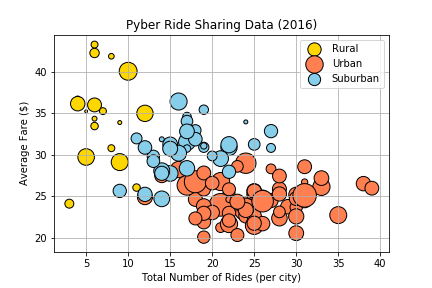 Pyber Ride Sharing Data (2016)
Rural
Urban
Suburban
Average Fare ($)
40
35
30
25
20
5 10 15 20 25 30 35 40
Total Number of Rides (per city)